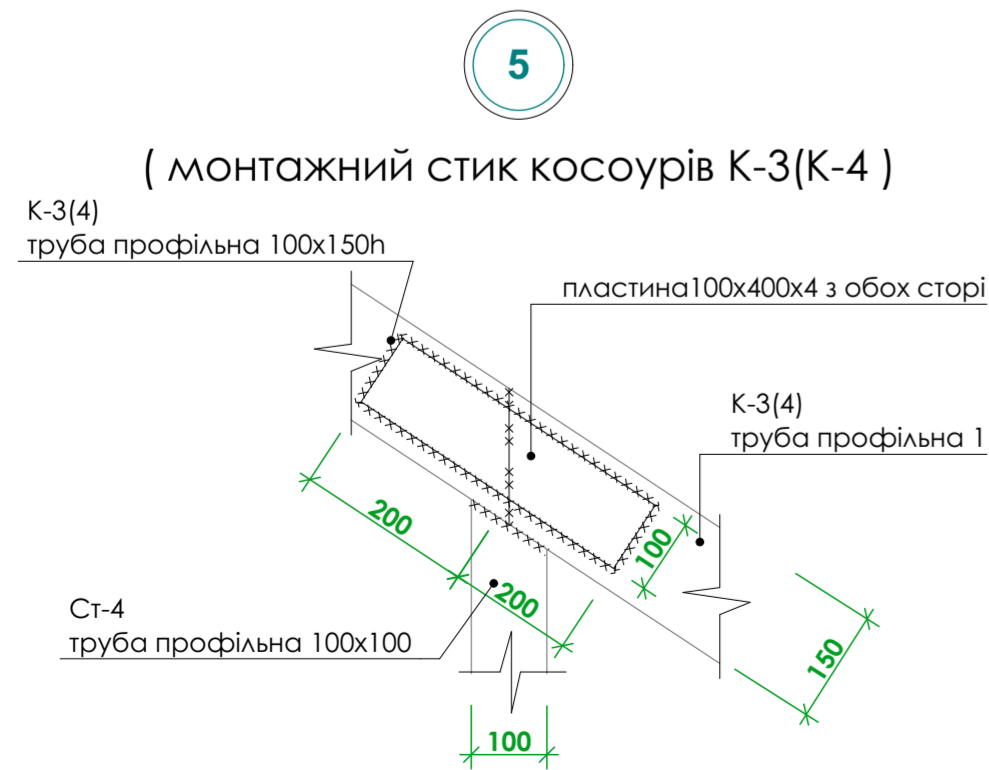 5
( монтажний стик косоурів К-3(К-4 )
К-3(4)
труба профільна 100х150h
пластина100х400х4 з обох сторі
К-3(4)
труба профільна 1
200
200
100
150
Ст-4
труба профільна 100х100
100